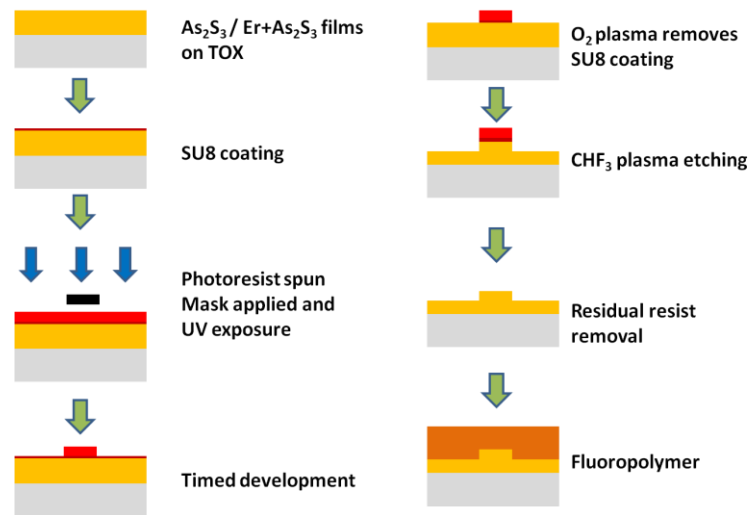 As₂S₃ / Er+As₂S₃ films
on TOX
SU8 coating
Photoresist spun
Mask applied and
UV exposure
Timed development
O₂ plasma removes
SU8 coating
CHF₃ plasma etching
Residual resist
removal
Fluoropolymer